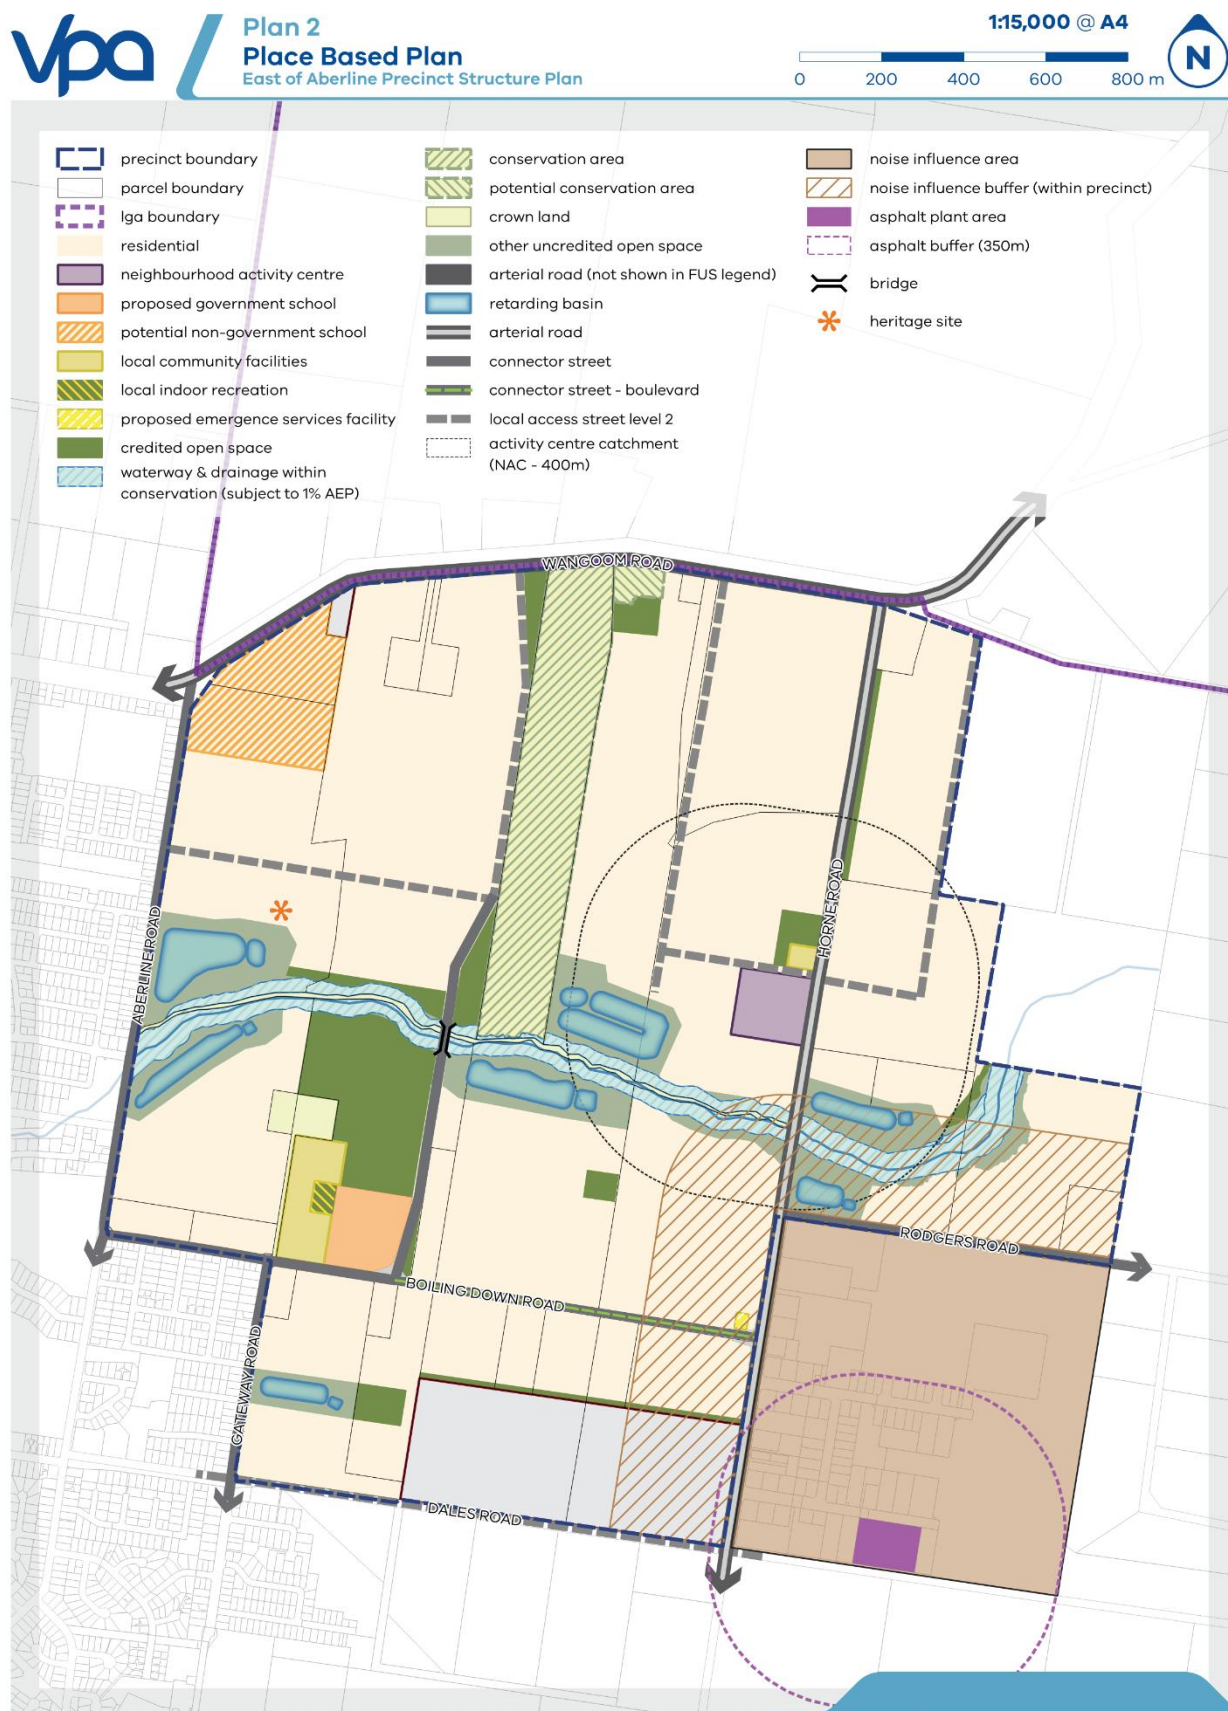 vpa
Plan 2
Place Based Plan
East of Aberline Precinct Structure Plan
1:15,000 @ A4
0 200 400 600 800 m
N
precinct boundary
parcel boundary
lga boundary
residential
neighbourhood activity centre
proposed government school
potential non-government school
local community facilities
local indoor recreation
proposed emergence services facility
credited open space
waterway & drainage within
conservation (subject to 1% AEP)
conservation area
potential conservation area
crown land
other uncredited open space
arterial road (not shown in FUS legend)
retarding basin
arterial road
connector street
connector street - boulevard
local access street level 2
activity centre catchment
(NAC - 400m)
noise influence area
noise influence buffer (within precinct)
asphalt plant area
asphalt buffer (350m)
bridge
heritage site
WANGOOM ROAD
HORNE ROAD
ABERLINE ROAD
RODGERS ROAD
BOILING DOWN ROAD
GATEWAY ROAD
DALES ROAD